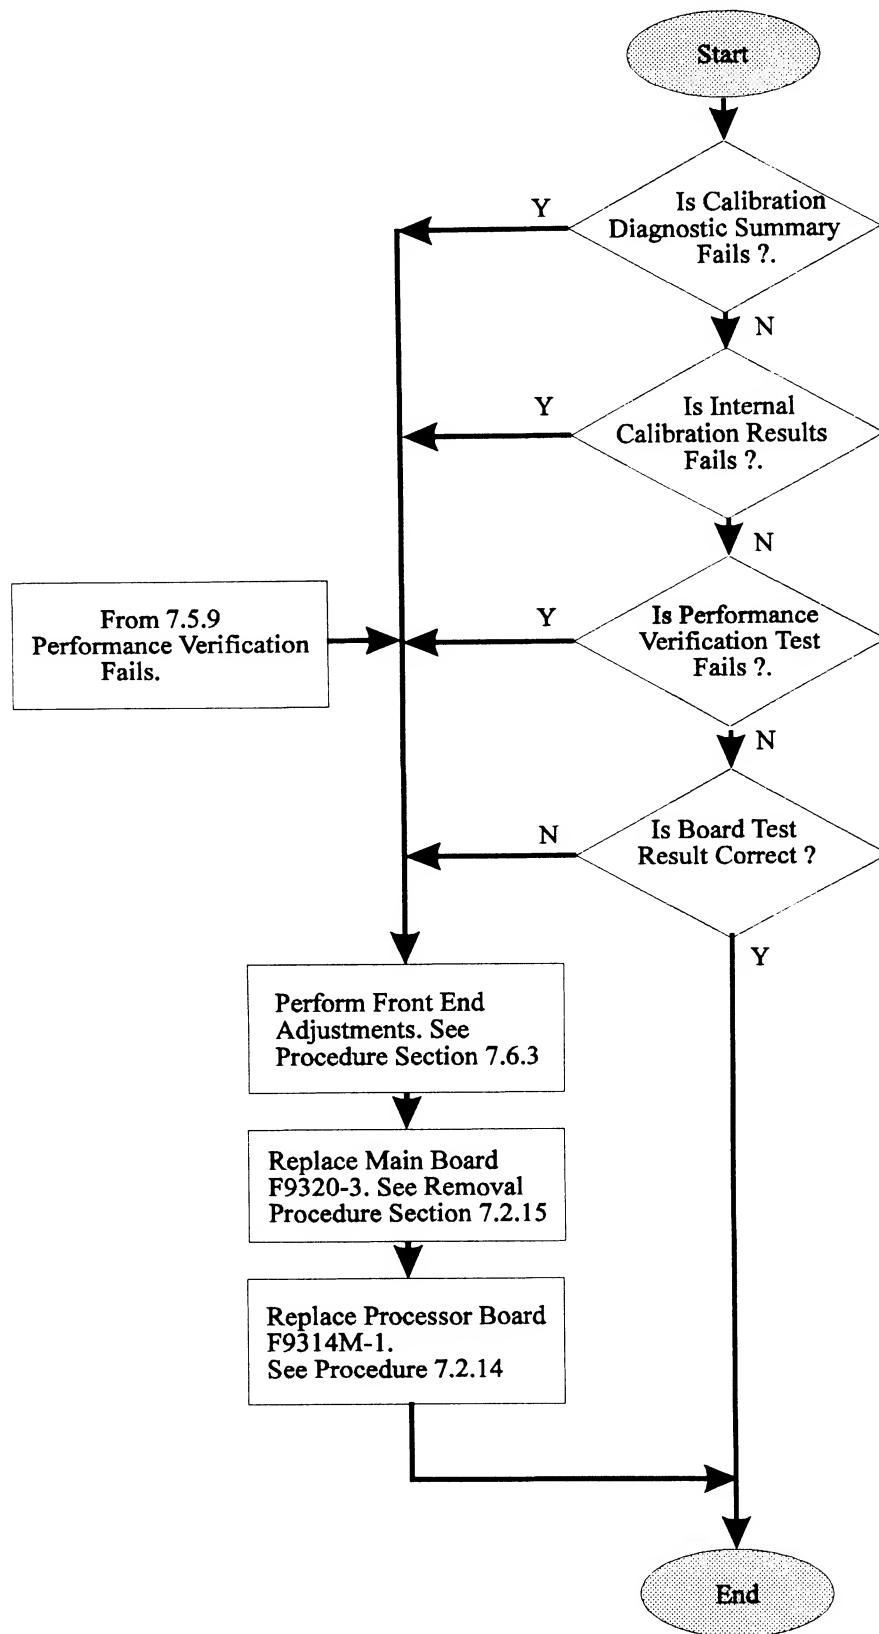 Start
Is Calibration
Diagnostic Summary
Fails ?.
Y
N
Is Internal
Calibration Results
Fails ?.
Y
N
From 7.5.9
Performance Verification
Fails.
Is Performance
Verification Test
Fails ?.
Y
N
Is Board Test
Result Correct ?
N
Y
Perform Front End
Adjustments. See
Procedure Section 7.6.3
Replace Main Board
F9320-3. See Removal
Procedure Section 7.2.15
Replace Processor Board
F9314M-1.
See Procedure 7.2.14
End